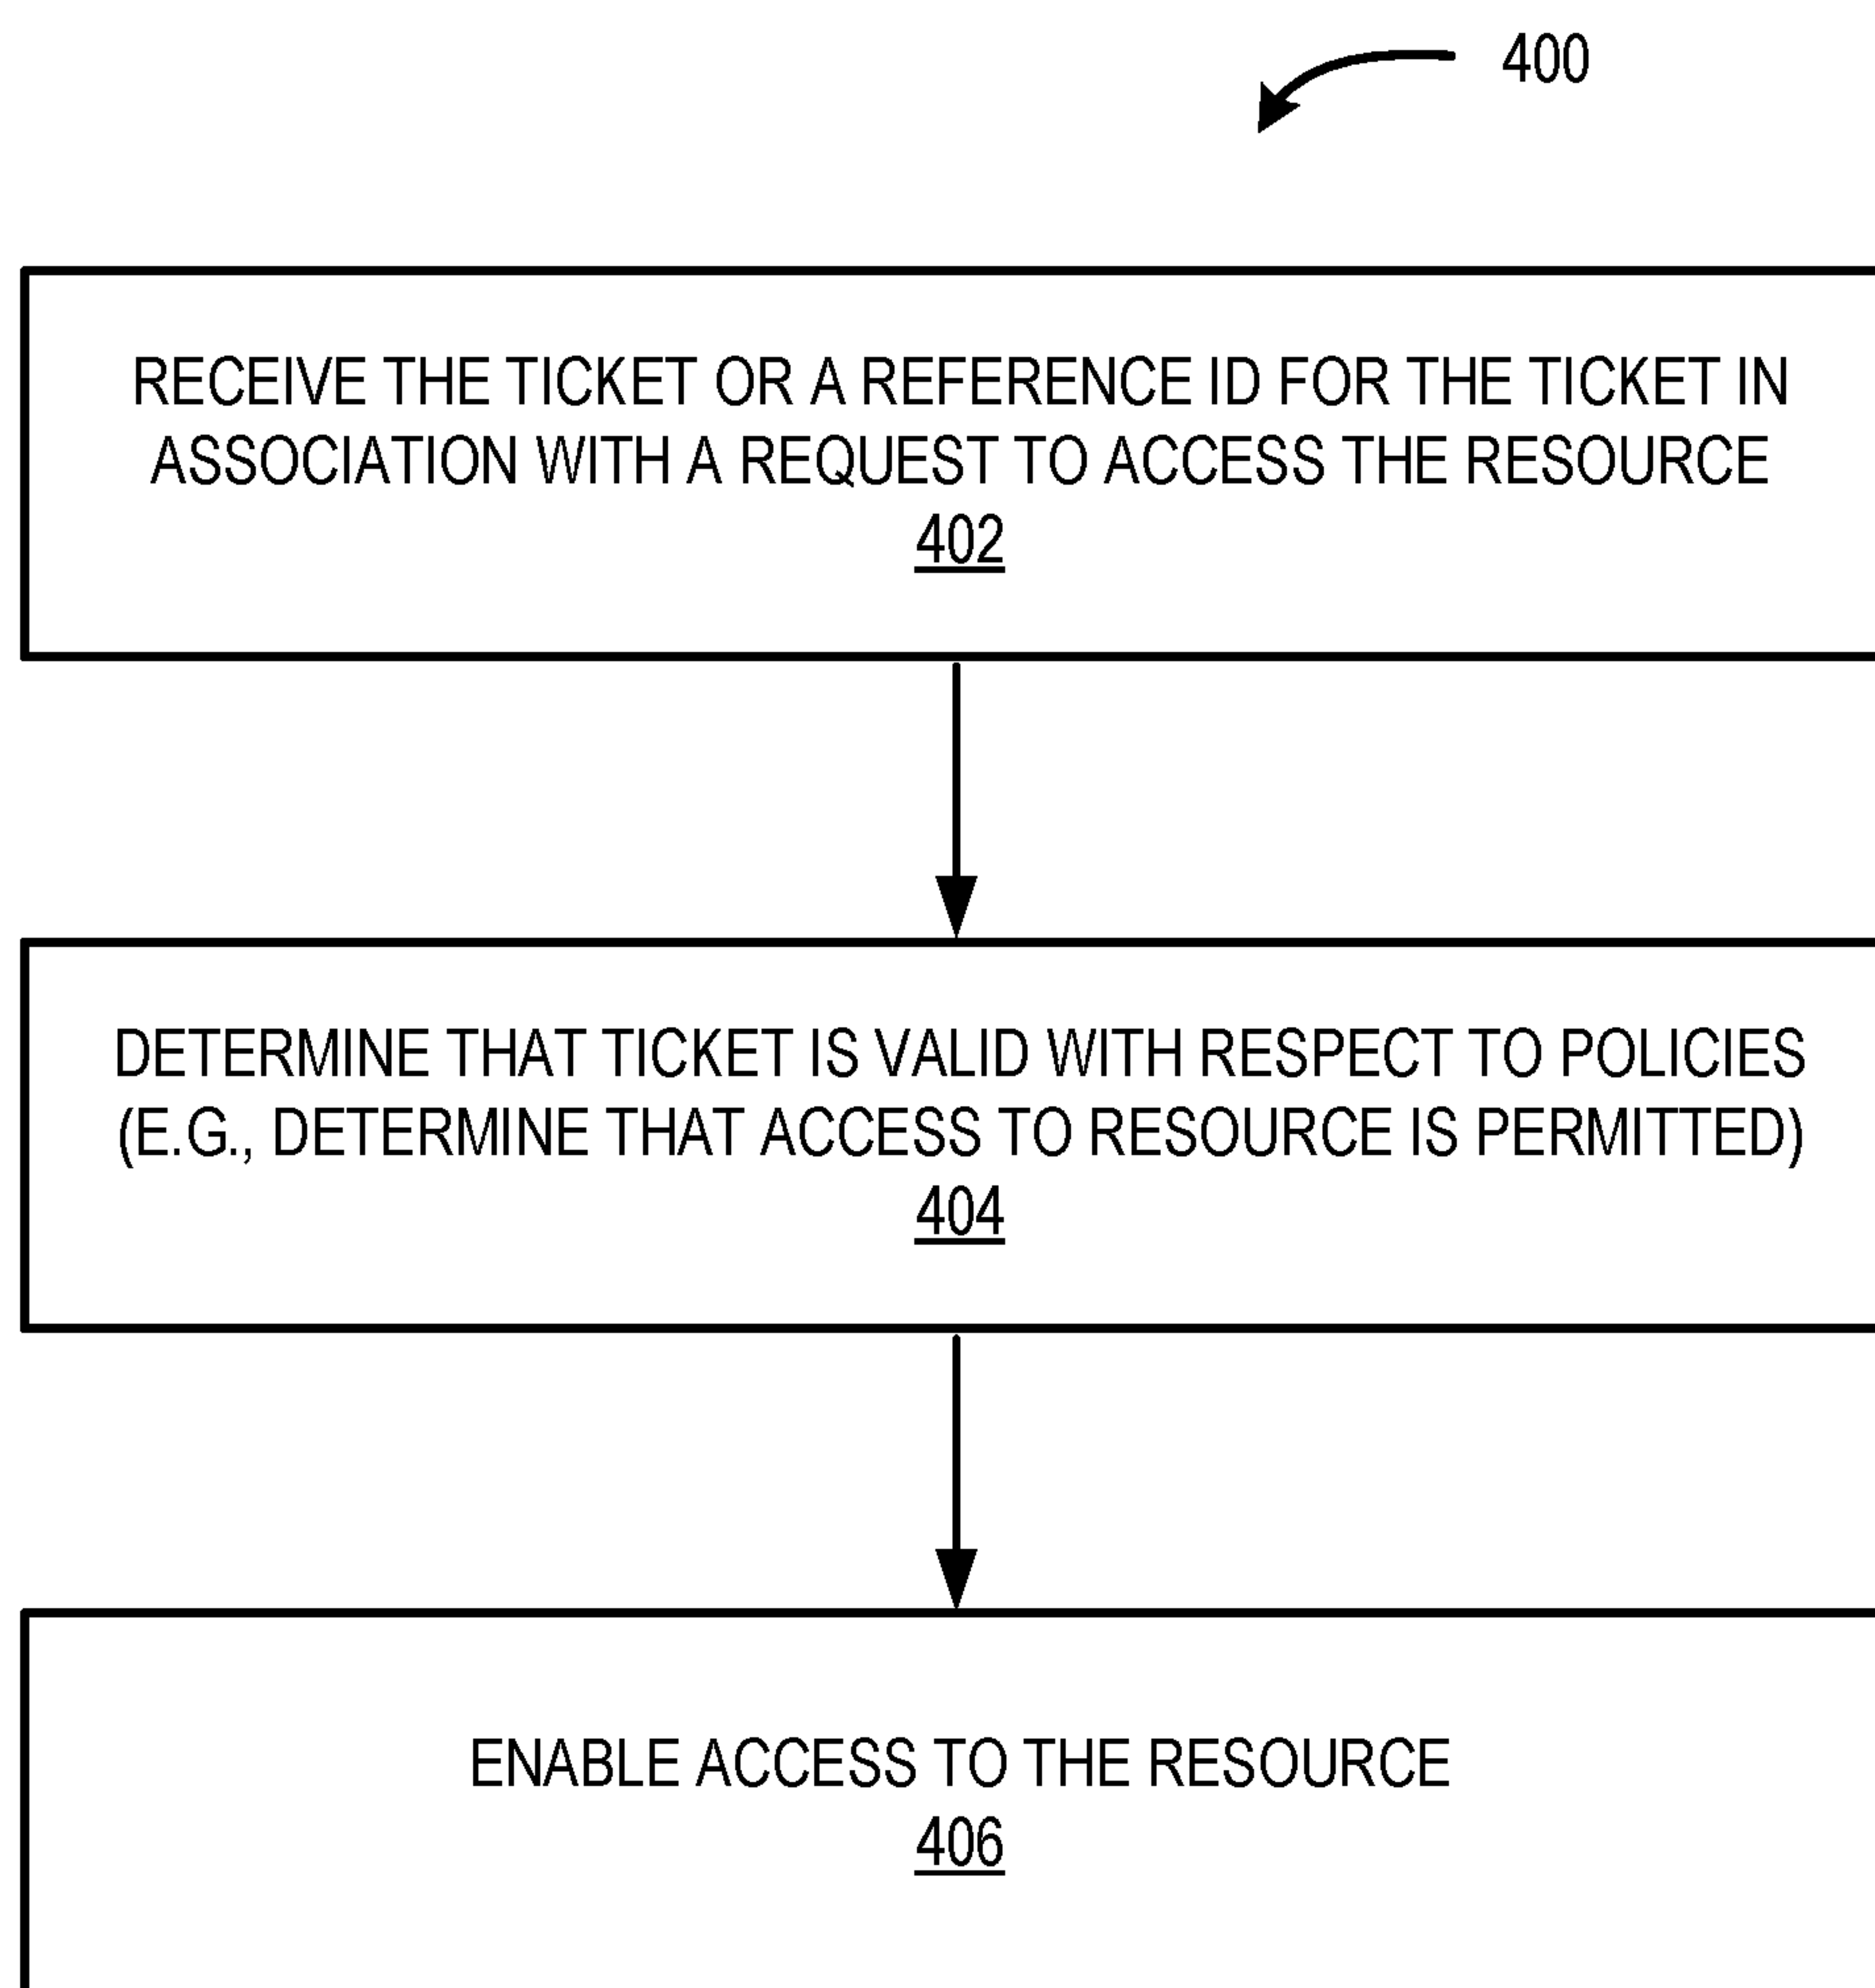 400
RECEIVE THE TICKET OR A REFERENCE ID FOR THE TICKET IN
ASSOCIATION WITH A REQUEST TO ACCESS THE RESOURCE
402
DETERMINE THAT TICKET IS VALID WITH RESPECT TO POLICIES
(E.G., DETERMINE THAT ACCESS TO RESOURCE IS PERMITTED)
404
ENABLE ACCESS TO THE RESOURCE
406